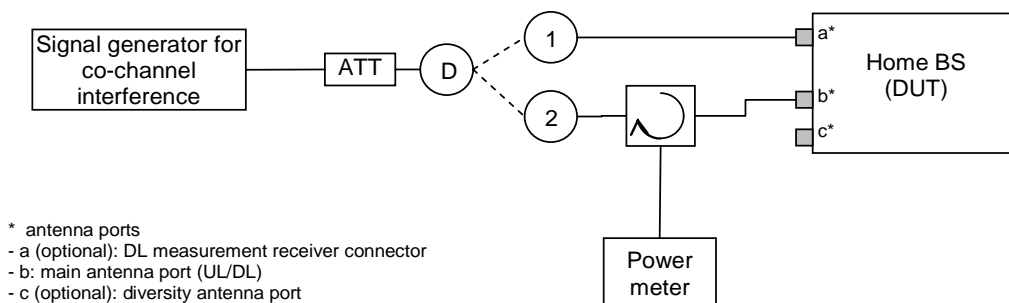 Signal generator for
co-channel
interference
ATT
D
1
2
a*
b*
c*
Home BS
(DUT)
Power
meter
* antenna ports
- a (optional): DL measurement receiver connector
- b: main antenna port (UL/DL)
- c (optional): diversity antenna port